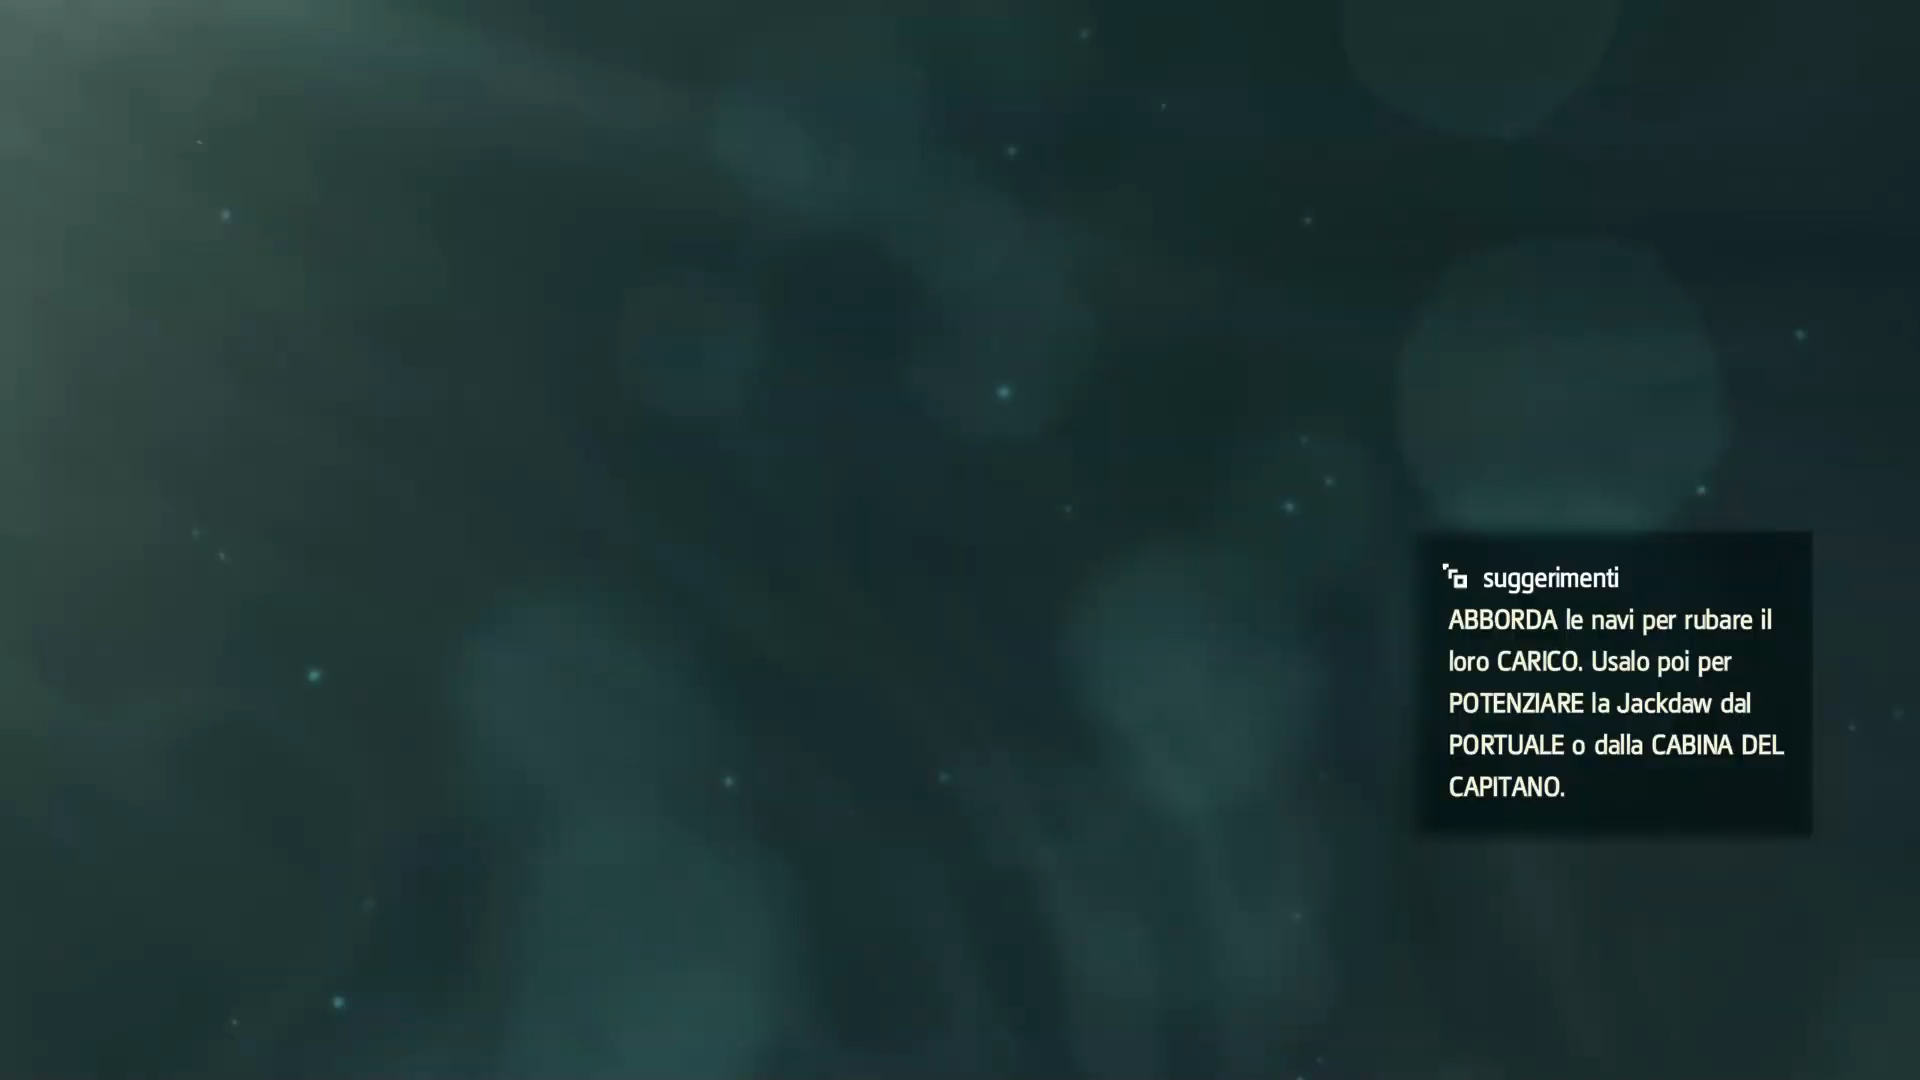 suggerimenti
ABBORDA le navi per rubare il
loro CARICO. Usalo poi per
POTENZIARE la Jackdaw dal
PORTUALE o dalla CABINA DEL
CAPITANO.